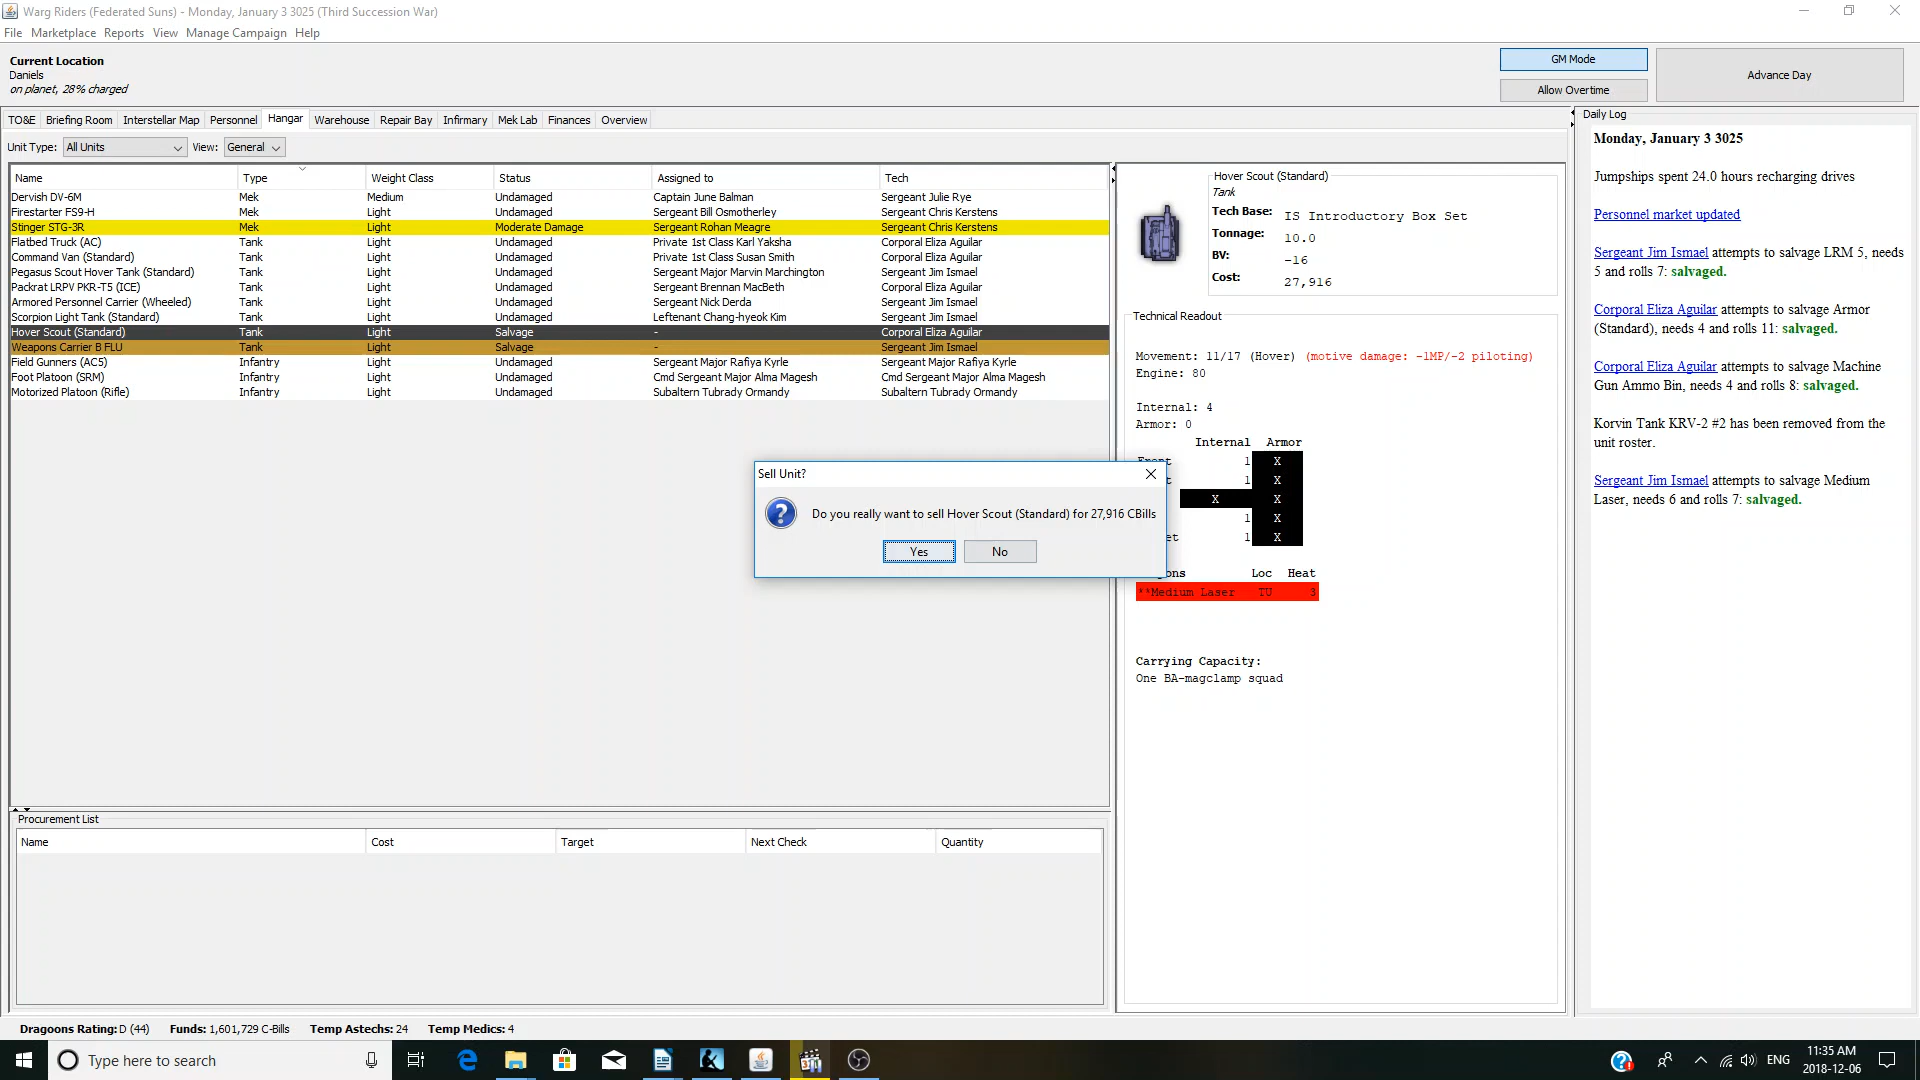 Warg Riders (Federated Suns) - Monday, January 3 3025 (Third Succession War)
File Marketplace Reports View Manage Campaign Help
Current Location
Daniels
on planet, 28% charged
GM Mode
Allow Overtime
Advance Day
TO&E Briefing Room Interstellar Map Personnel Hangar Warehouse Repair Bay Infirmary Mek Lab Finances Overview
Unit Type: All Units View: General
Name Type Weight Class Status Assigned to Tech
Dervish DV-6M Mek Medium Undamaged Captain June Balman Sergeant Julie Rye
Firestarter FS9-H Mek Light Undamaged Sergeant Bill Osmotherley Sergeant Chris Kerstens
Stinger STG-3R Mek Light Moderate Damage Sergeant Rohan Meagre Sergeant Chris Kerstens
Flatbed Truck (AC) Tank Light Undamaged Private 1st Class Karl Yaksha Corporal Eliza Aguilar
Command Van (Standard) Tank Light Undamaged Private 1st Class Susan Smith Corporal Eliza Aguilar
Pegasus Scout Hover Tank (Standard) Tank Light Undamaged Sergeant Major Marvin Marchington Sergeant Jim Ismael
Packrat LRPV PKR-T5 (ICE) Tank Light Undamaged Sergeant Brennan MacBeth Corporal Eliza Aguilar
Armored Personnel Carrier (Wheeled) Tank Light Undamaged Sergeant Nick Derda Sergeant Jim Ismael
Scorpion Light Tank (Standard) Tank Light Undamaged Leftenant Chang-hyeok Kim Sergeant Jim Ismael
Hover Scout (Standard) Tank Light Salvage - Corporal Eliza Aguilar
Weapons Carrier B FLU Tank Light Salvage - Sergeant Jim Ismael
Field Gunners (AC5) Infantry Light Undamaged Sergeant Major Rafiya Kyrle Sergeant Major Rafiya Kyrle
Foot Platoon (SRM) Infantry Light Undamaged Cmd Sergeant Major Alma Magesh Cmd Sergeant Major Alma Magesh
Motorized Platoon (Rifle) Infantry Light Undamaged Subaltern Tubrady Ormandy Subaltern Tubrady Ormandy
Hover Scout (Standard)
Tank
Tech Base: IS Introductory Box Set
Tonnage: 10.0
BV: -16
Cost: 27,916
Technical Readout
Movement: 11/17 (Hover) (motive damage: -1MP/-2 piloting)
Engine: 80
Internal: 4
Armor: 0
Internal Armor
1 X
1 X
X X
1 X
1 X
Loc Heat
**Medium Laser TU 3
Carrying Capacity:
One BA-magclamp squad
Sell Unit?
Do you really want to sell Hover Scout (Standard) for 27,916 CBills
Yes No
Daily Log
Monday, January 3 3025
Jumpships spent 24.0 hours recharging drives
Personnel market updated
Sergeant Jim Ismael attempts to salvage LRM 5, needs
5 and rolls 7: salvaged.
Corporal Eliza Aguilar attempts to salvage Armor
(Standard), needs 4 and rolls 11: salvaged.
Corporal Eliza Aguilar attempts to salvage Machine
Gun Ammo Bin, needs 4 and rolls 8: salvaged.
Korvin Tank KRV-2 #2 has been removed from the
unit roster.
Sergeant Jim Ismael attempts to salvage Medium
Laser, needs 6 and rolls 7: salvaged.
Procurement List
Name Cost Target Next Check Quantity
Dragoons Rating: D (44) Funds: 1,601,729 C-Bills Temp Astechs: 24 Temp Medics: 4
Type here to search
ENG
11:35 AM
2018-12-06